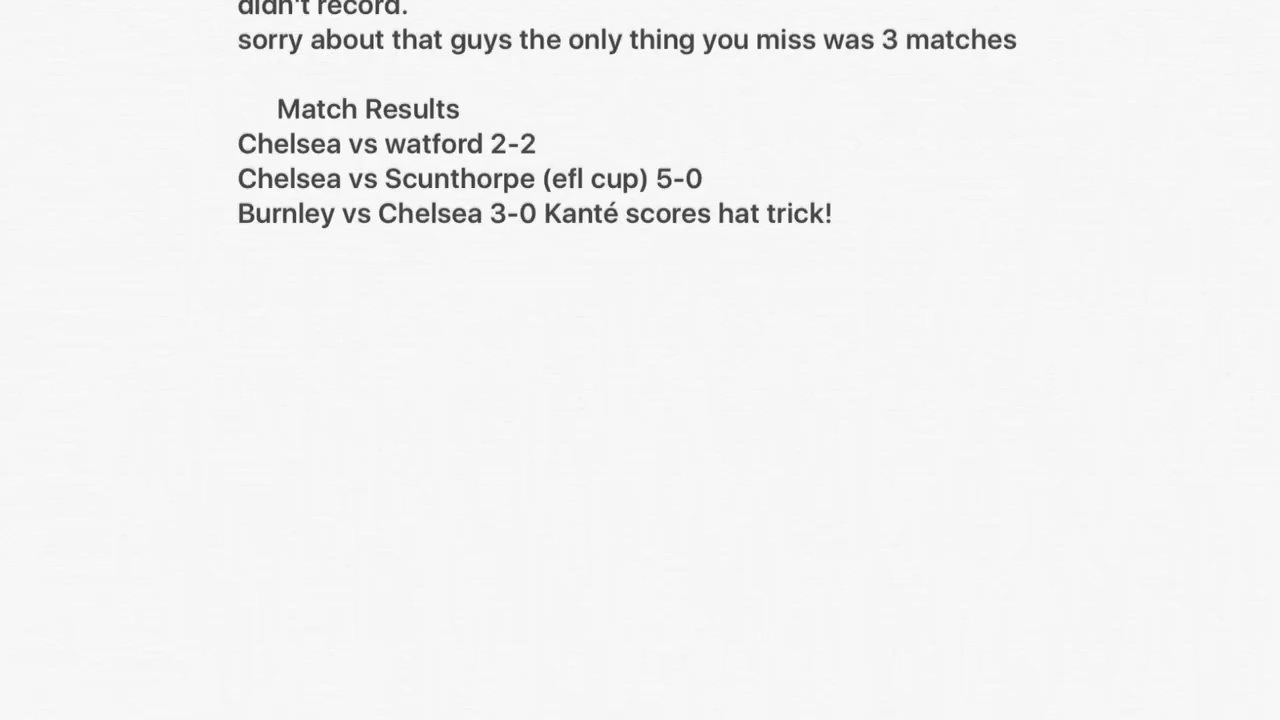 didn't record.
sorry about that guys the only thing you miss was 3 matches
Match Results
Chelsea vs watford 2-2
Chelsea vs Scunthorpe (efl cup) 5-0
Burnley vs Chelsea 3-0 Kanté scores hat trick!